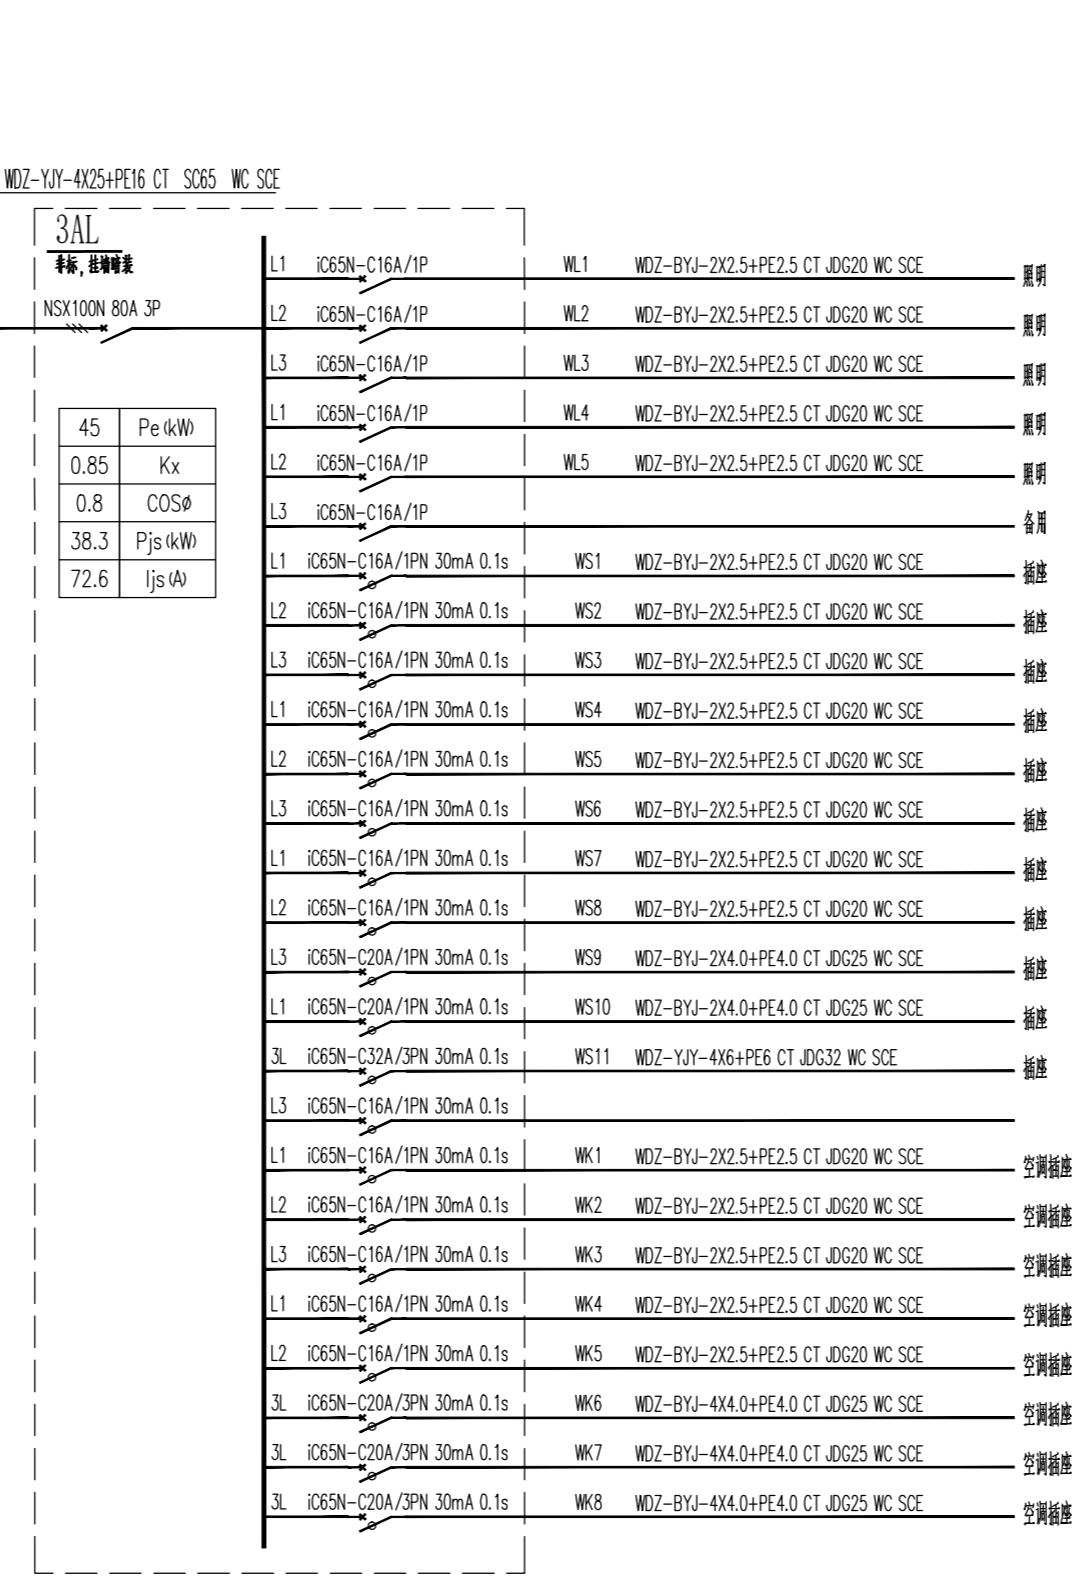 WDZ-YJY-4X25+PE16 CT SC65 WC SCE
3AL
非标,挂墙暗装
NSX100N 80A 3P
45 Pe(kW)
0.85 Kx
0.8 COSø
38.3 Pjs(kW)
72.6 Ijs(A)
L1 iC65N-C16A/1P WL1 WDZ-BYJ-2X2.5+PE2.5 CT JDG20 WC SCE 照明
L2 iC65N-C16A/1P WL2 WDZ-BYJ-2X2.5+PE2.5 CT JDG20 WC SCE 照明
L3 iC65N-C16A/1P WL3 WDZ-BYJ-2X2.5+PE2.5 CT JDG20 WC SCE 照明
L1 iC65N-C16A/1P WL4 WDZ-BYJ-2X2.5+PE2.5 CT JDG20 WC SCE 照明
L2 iC65N-C16A/1P WL5 WDZ-BYJ-2X2.5+PE2.5 CT JDG20 WC SCE 照明
L3 iC65N-C16A/1P 备用
L1 iC65N-C16A/1PN 30mA 0.1s WS1 WDZ-BYJ-2X2.5+PE2.5 CT JDG20 WC SCE 插座
L2 iC65N-C16A/1PN 30mA 0.1s WS2 WDZ-BYJ-2X2.5+PE2.5 CT JDG20 WC SCE 插座
L3 iC65N-C16A/1PN 30mA 0.1s WS3 WDZ-BYJ-2X2.5+PE2.5 CT JDG20 WC SCE 插座
L1 iC65N-C16A/1PN 30mA 0.1s WS4 WDZ-BYJ-2X2.5+PE2.5 CT JDG20 WC SCE 插座
L2 iC65N-C16A/1PN 30mA 0.1s WS5 WDZ-BYJ-2X2.5+PE2.5 CT JDG20 WC SCE 插座
L3 iC65N-C16A/1PN 30mA 0.1s WS6 WDZ-BYJ-2X2.5+PE2.5 CT JDG20 WC SCE 插座
L1 iC65N-C16A/1PN 30mA 0.1s WS7 WDZ-BYJ-2X2.5+PE2.5 CT JDG20 WC SCE 插座
L2 iC65N-C16A/1PN 30mA 0.1s WS8 WDZ-BYJ-2X2.5+PE2.5 CT JDG20 WC SCE 插座
L3 iC65N-C20A/1PN 30mA 0.1s WS9 WDZ-BYJ-2X4.0+PE4.0 CT JDG25 WC SCE 插座
L1 iC65N-C20A/1PN 30mA 0.1s WS10 WDZ-BYJ-2X4.0+PE4.0 CT JDG25 WC SCE 插座
3L iC65N-C32A/3PN 30mA 0.1s WS11 WDZ-YJY-4X6+PE6 CT JDG32 WC SCE 插座
L3 iC65N-C16A/1PN 30mA 0.1s
L1 iC65N-C16A/1PN 30mA 0.1s WK1 WDZ-BYJ-2X2.5+PE2.5 CT JDG20 WC SCE 空调插座
L2 iC65N-C16A/1PN 30mA 0.1s WK2 WDZ-BYJ-2X2.5+PE2.5 CT JDG20 WC SCE 空调插座
L3 iC65N-C16A/1PN 30mA 0.1s WK3 WDZ-BYJ-2X2.5+PE2.5 CT JDG20 WC SCE 空调插座
L1 iC65N-C16A/1PN 30mA 0.1s WK4 WDZ-BYJ-2X2.5+PE2.5 CT JDG20 WC SCE 空调插座
L2 iC65N-C16A/1PN 30mA 0.1s WK5 WDZ-BYJ-2X2.5+PE2.5 CT JDG20 WC SCE 空调插座
3L iC65N-C20A/3PN 30mA 0.1s WK6 WDZ-BYJ-4X4.0+PE4.0 CT JDG25 WC SCE 空调插座
3L iC65N-C20A/3PN 30mA 0.1s WK7 WDZ-BYJ-4X4.0+PE4.0 CT JDG25 WC SCE 空调插座
3L iC65N-C20A/3PN 30mA 0.1s WK8 WDZ-BYJ-4X4.0+PE4.0 CT JDG25 WC SCE 空调插座